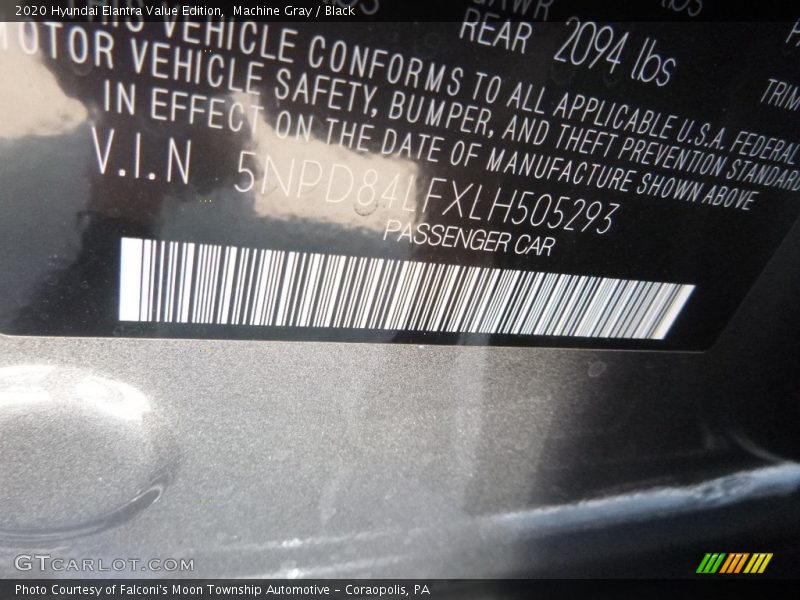 2020 Hyundai Elantra Value Edition, Machine Gray / Black
REAR 2094 lbs
TRIM
THIS VEHICLE CONFORMS TO ALL APPLICABLE U.S.A. FEDERAL
MOTOR VEHICLE SAFETY, BUMPER, AND THEFT PREVENTION STANDARD
IN EFFECT ON THE DATE OF MANUFACTURE SHOWN ABOVE
V.I.N 5NPD84LFXLH505293
PASSENGER CAR
GTCARLOT.COM
Photo Courtesy of Falconi's Moon Township Automotive - Coraopolis, PA